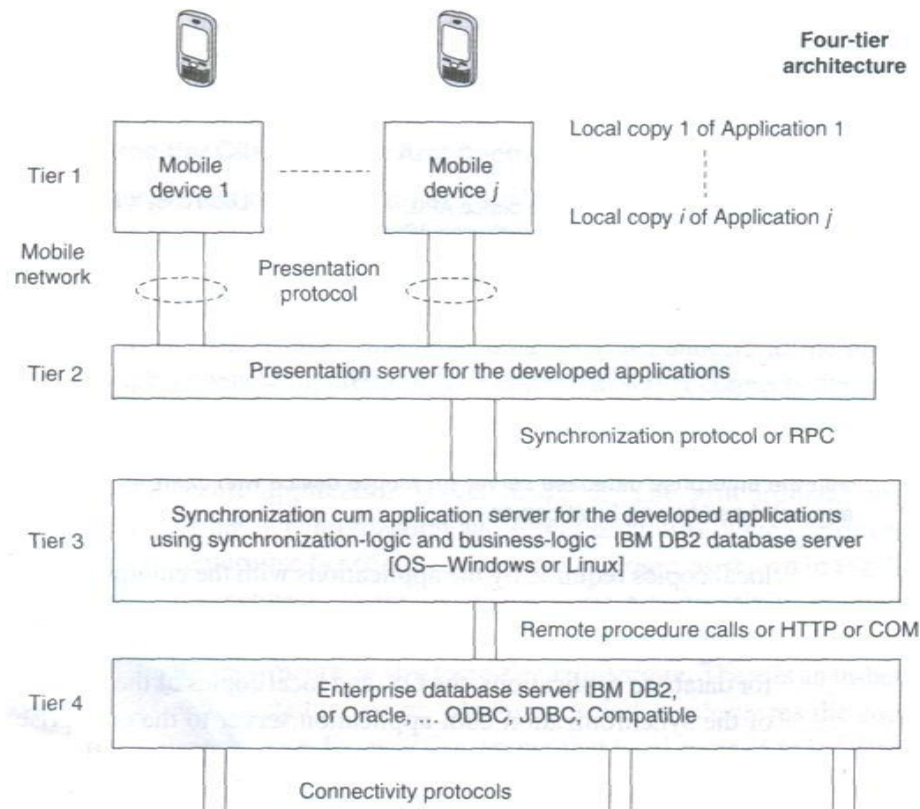 Four-tier
architecture
Tier 1
Mobile
device 1
Mobile
device j
Local copy 1 of Application 1
Local copy i of Application j
Mobile
network
Presentation
protocol
Tier 2
Presentation server for the developed applications
Synchronization protocol or RPC
Tier 3
Synchronization cum application server for the developed applications
using synchronization-logic and business-logic IBM DB2 database server
[OS—Windows or Linux]
Remote procedure calls or HTTP or COM
Tier 4
Enterprise database server IBM DB2,
or Oracle, ... ODBC, JDBC, Compatible
Connectivity protocols